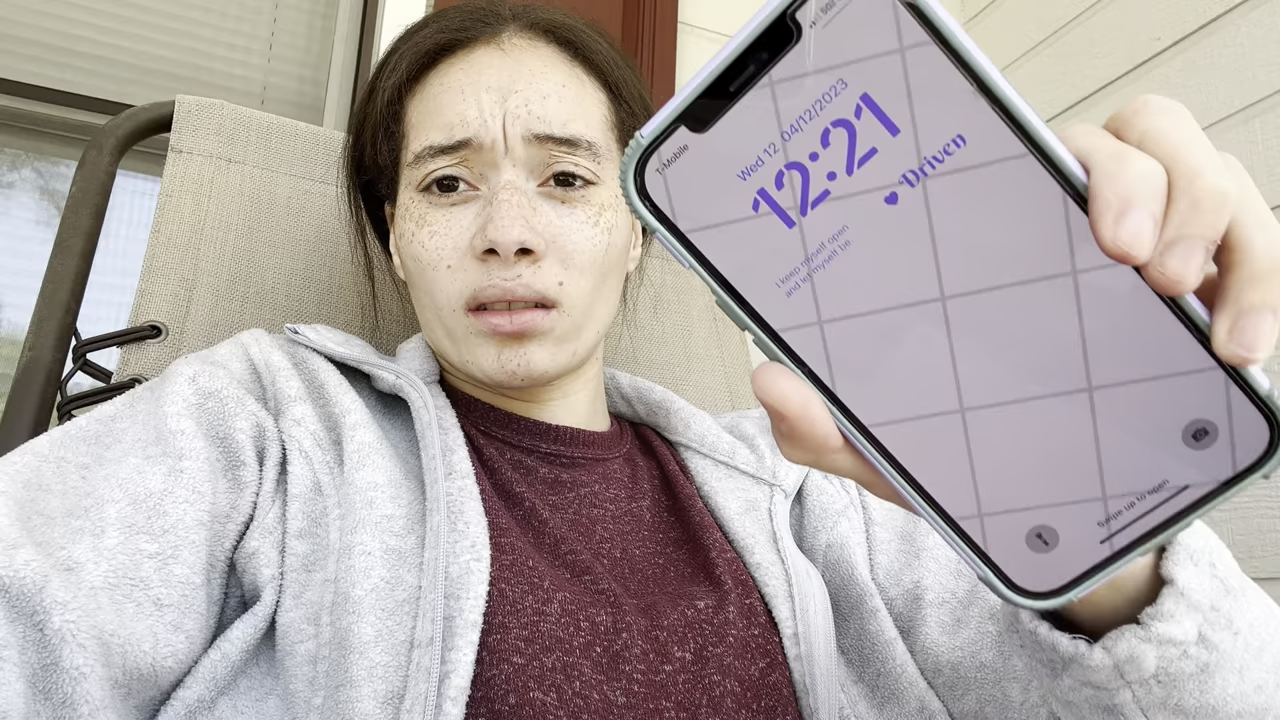 T-Mobile
Wed 12 04/12/2023
12:21
Driven
I keep myself open
and let myself be.
Swipe up to open